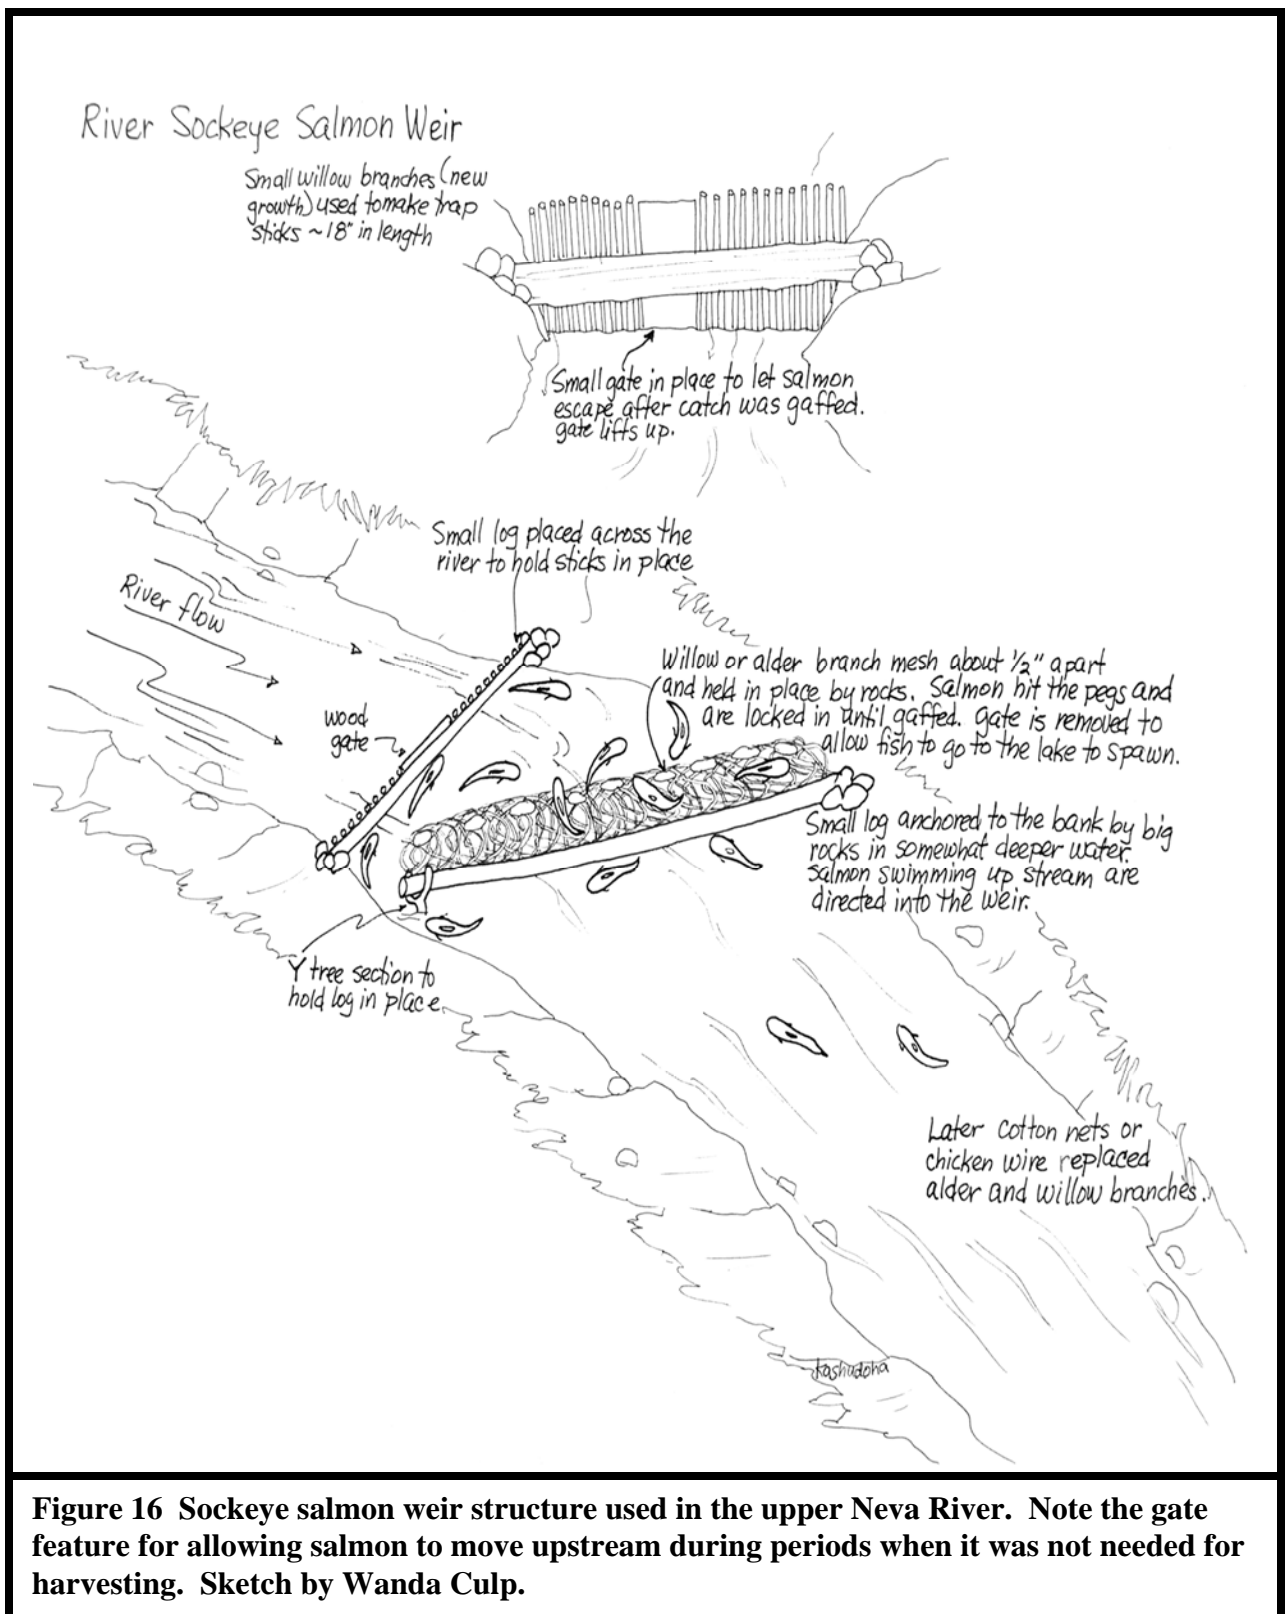 River Sockeye Salmon Weir
Small willow branches (new
growth) used to make trap
sticks ~18" in length
Small gate in place to let salmon
escape after catch was gaffed.
gate lifts up.
Small log placed across the
river to hold sticks in place
River flow
wood
gate
Willow or alder branch mesh about 1/2" apart
and held in place by rocks. Salmon hit the pegs and
are locked in until gaffed. Gate is removed to
allow fish to go to the lake to spawn.
Small log anchored to the bank by big
rocks in somewhat deeper water.
Salmon swimming up stream are
directed into the weir.
Y tree section to
hold log in place
Later cotton nets or
chicken wire replaced
alder and willow branches.
Kashudoha
Figure 16 Sockeye salmon weir structure used in the upper Neva River. Note the gate
feature for allowing salmon to move upstream during periods when it was not needed for
harvesting. Sketch by Wanda Culp.